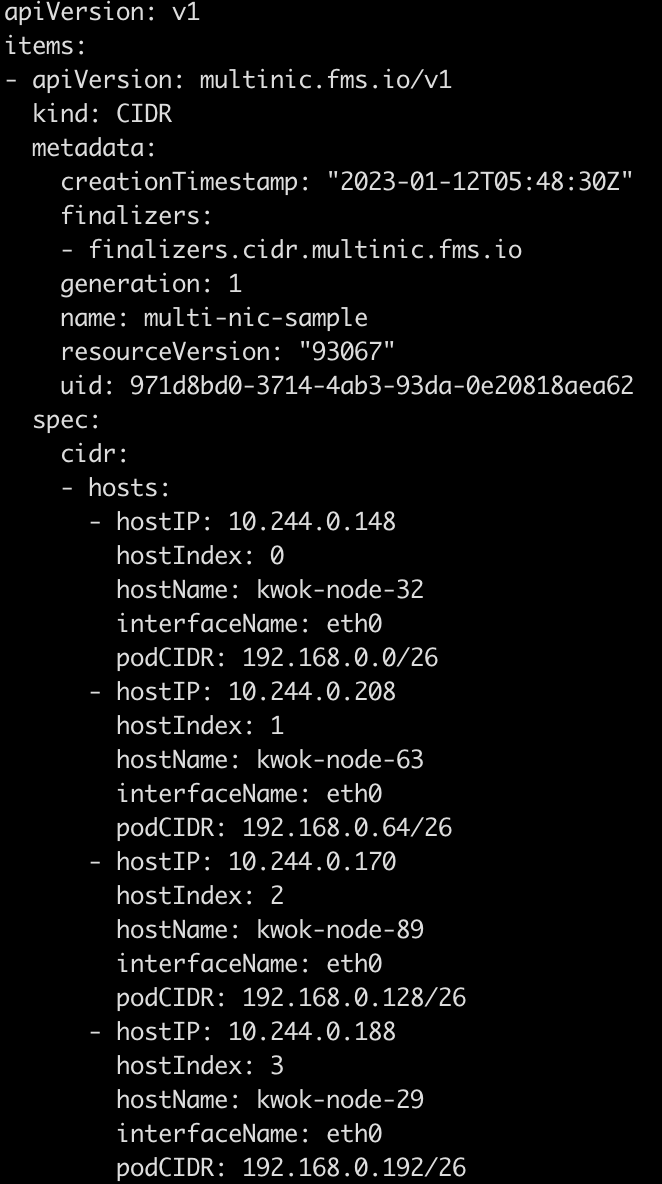 apiVersion: v1
items:
- apiVersion: multinic.fms.io/v1
  kind: CIDR
  metadata:
    creationTimestamp: "2023-01-12T05:48:30Z"
    finalizers:
    - finalizers.cidr.multinic.fms.io
    generation: 1
    name: multi-nic-sample
    resourceVersion: "93067"
    uid: 971d8bd0-3714-4ab3-93da-0e20818aea62
  spec:
    cidr:
    - hosts:
      - hostIP: 10.244.0.148
        hostIndex: 0
        hostName: kwok-node-32
        interfaceName: eth0
        podCIDR: 192.168.0.0/26
      - hostIP: 10.244.0.208
        hostIndex: 1
        hostName: kwok-node-63
        interfaceName: eth0
        podCIDR: 192.168.0.64/26
      - hostIP: 10.244.0.170
        hostIndex: 2
        hostName: kwok-node-89
        interfaceName: eth0
        podCIDR: 192.168.0.128/26
      - hostIP: 10.244.0.188
        hostIndex: 3
        hostName: kwok-node-29
        interfaceName: eth0
        podCIDR: 192.168.0.192/26